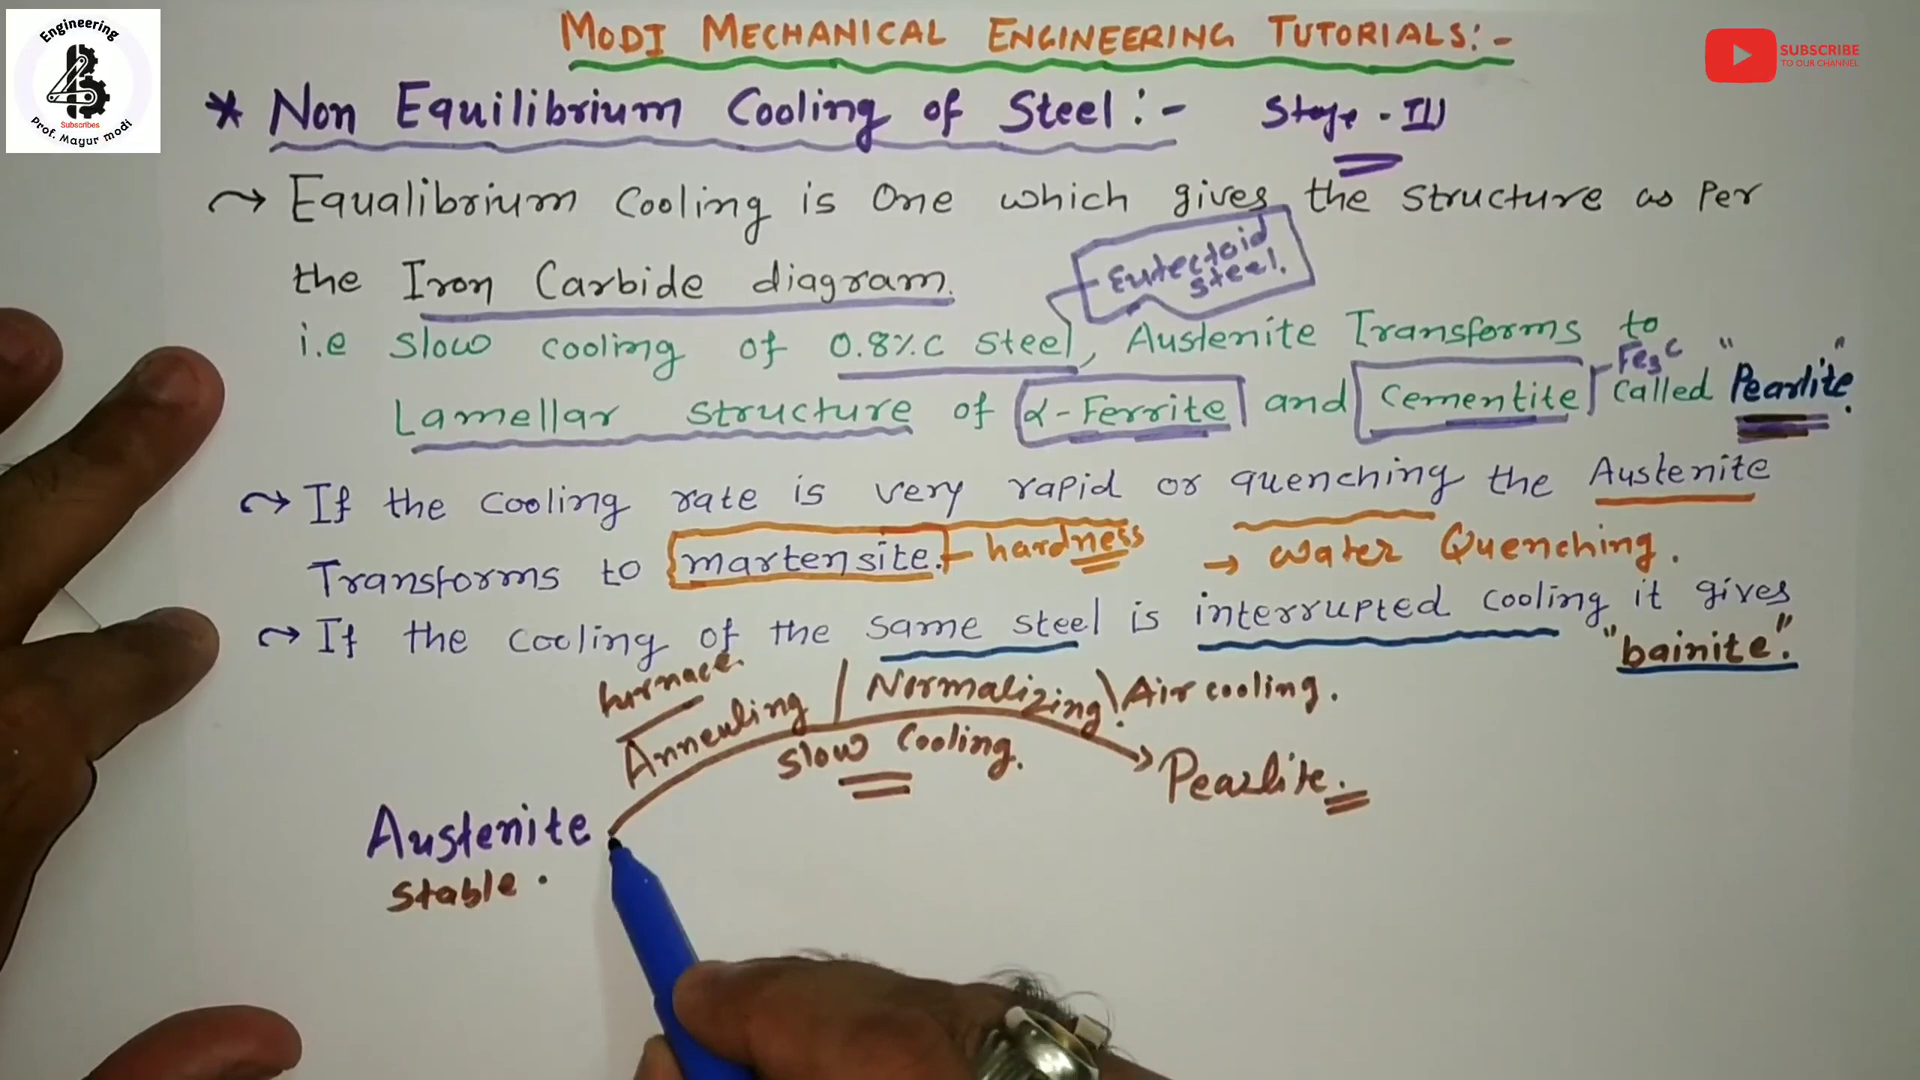 Engineering
Subscribes
Prof. Mayur modi
MODI MECHANICAL ENGINEERING TUTORIALS:-
SUBSCRIBE
TO OUR CHANNEL
* Non Equilibrium Cooling of Steel:- Stage - III
~> Equalibrium Cooling is One which gives the structure as Per
the Iron Carbide diagram.
Eutectoid
steel.
i.e slow cooling of 0.8%.C steel, Austenite Transforms to
Fe3C
Lamellar structure of α-Ferrite and Cementite called "Pearlite".
~> If the cooling rate is very rapid or quenching the Austenite
Transforms to martensite. - hardness → water Quenching.
~> If the cooling of the same steel is interrupted cooling it gives
"bainite."
furnace.
Annealing / Normalizing \ Air cooling.
slow Cooling.
Pearlite.
Austenite
stable.